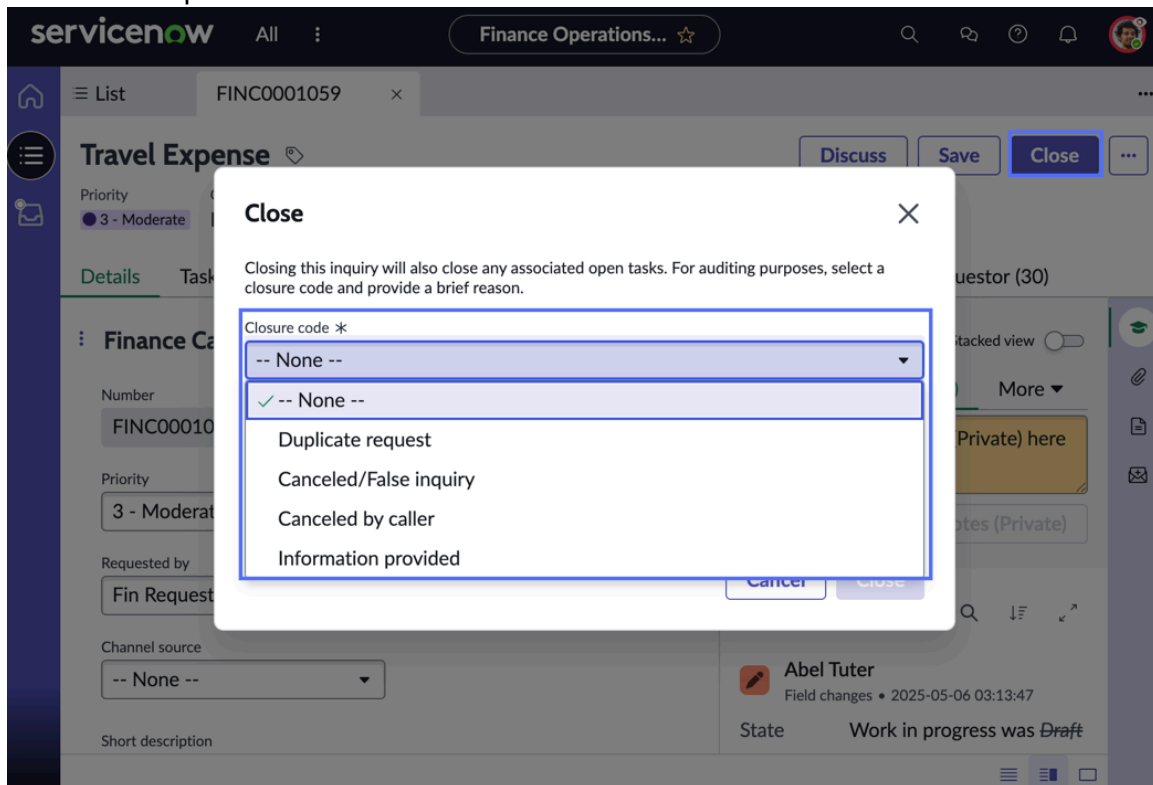 servicenow All Finance Operations...
List FINC0001059
Travel Expense
Discuss Save Close
Priority
3 - Moderate
Close
Closing this inquiry will also close any associated open tasks. For auditing purposes, select a
closure code and provide a brief reason.
Details Task
uestor (30)
Closure code *
-- None --
-- None --
Duplicate request
Canceled/False inquiry
Canceled by caller
Information provided
Cancel Close
Finance Ca
Stacked view
Number
FINC00010
More
(Private) here
Priority
3 - Moderat
otes (Private)
Requested by
Fin Request
Channel source
-- None --
Abel Tuter
Field changes • 2025-05-06 03:13:47
State Work in progress was Draft
Short description